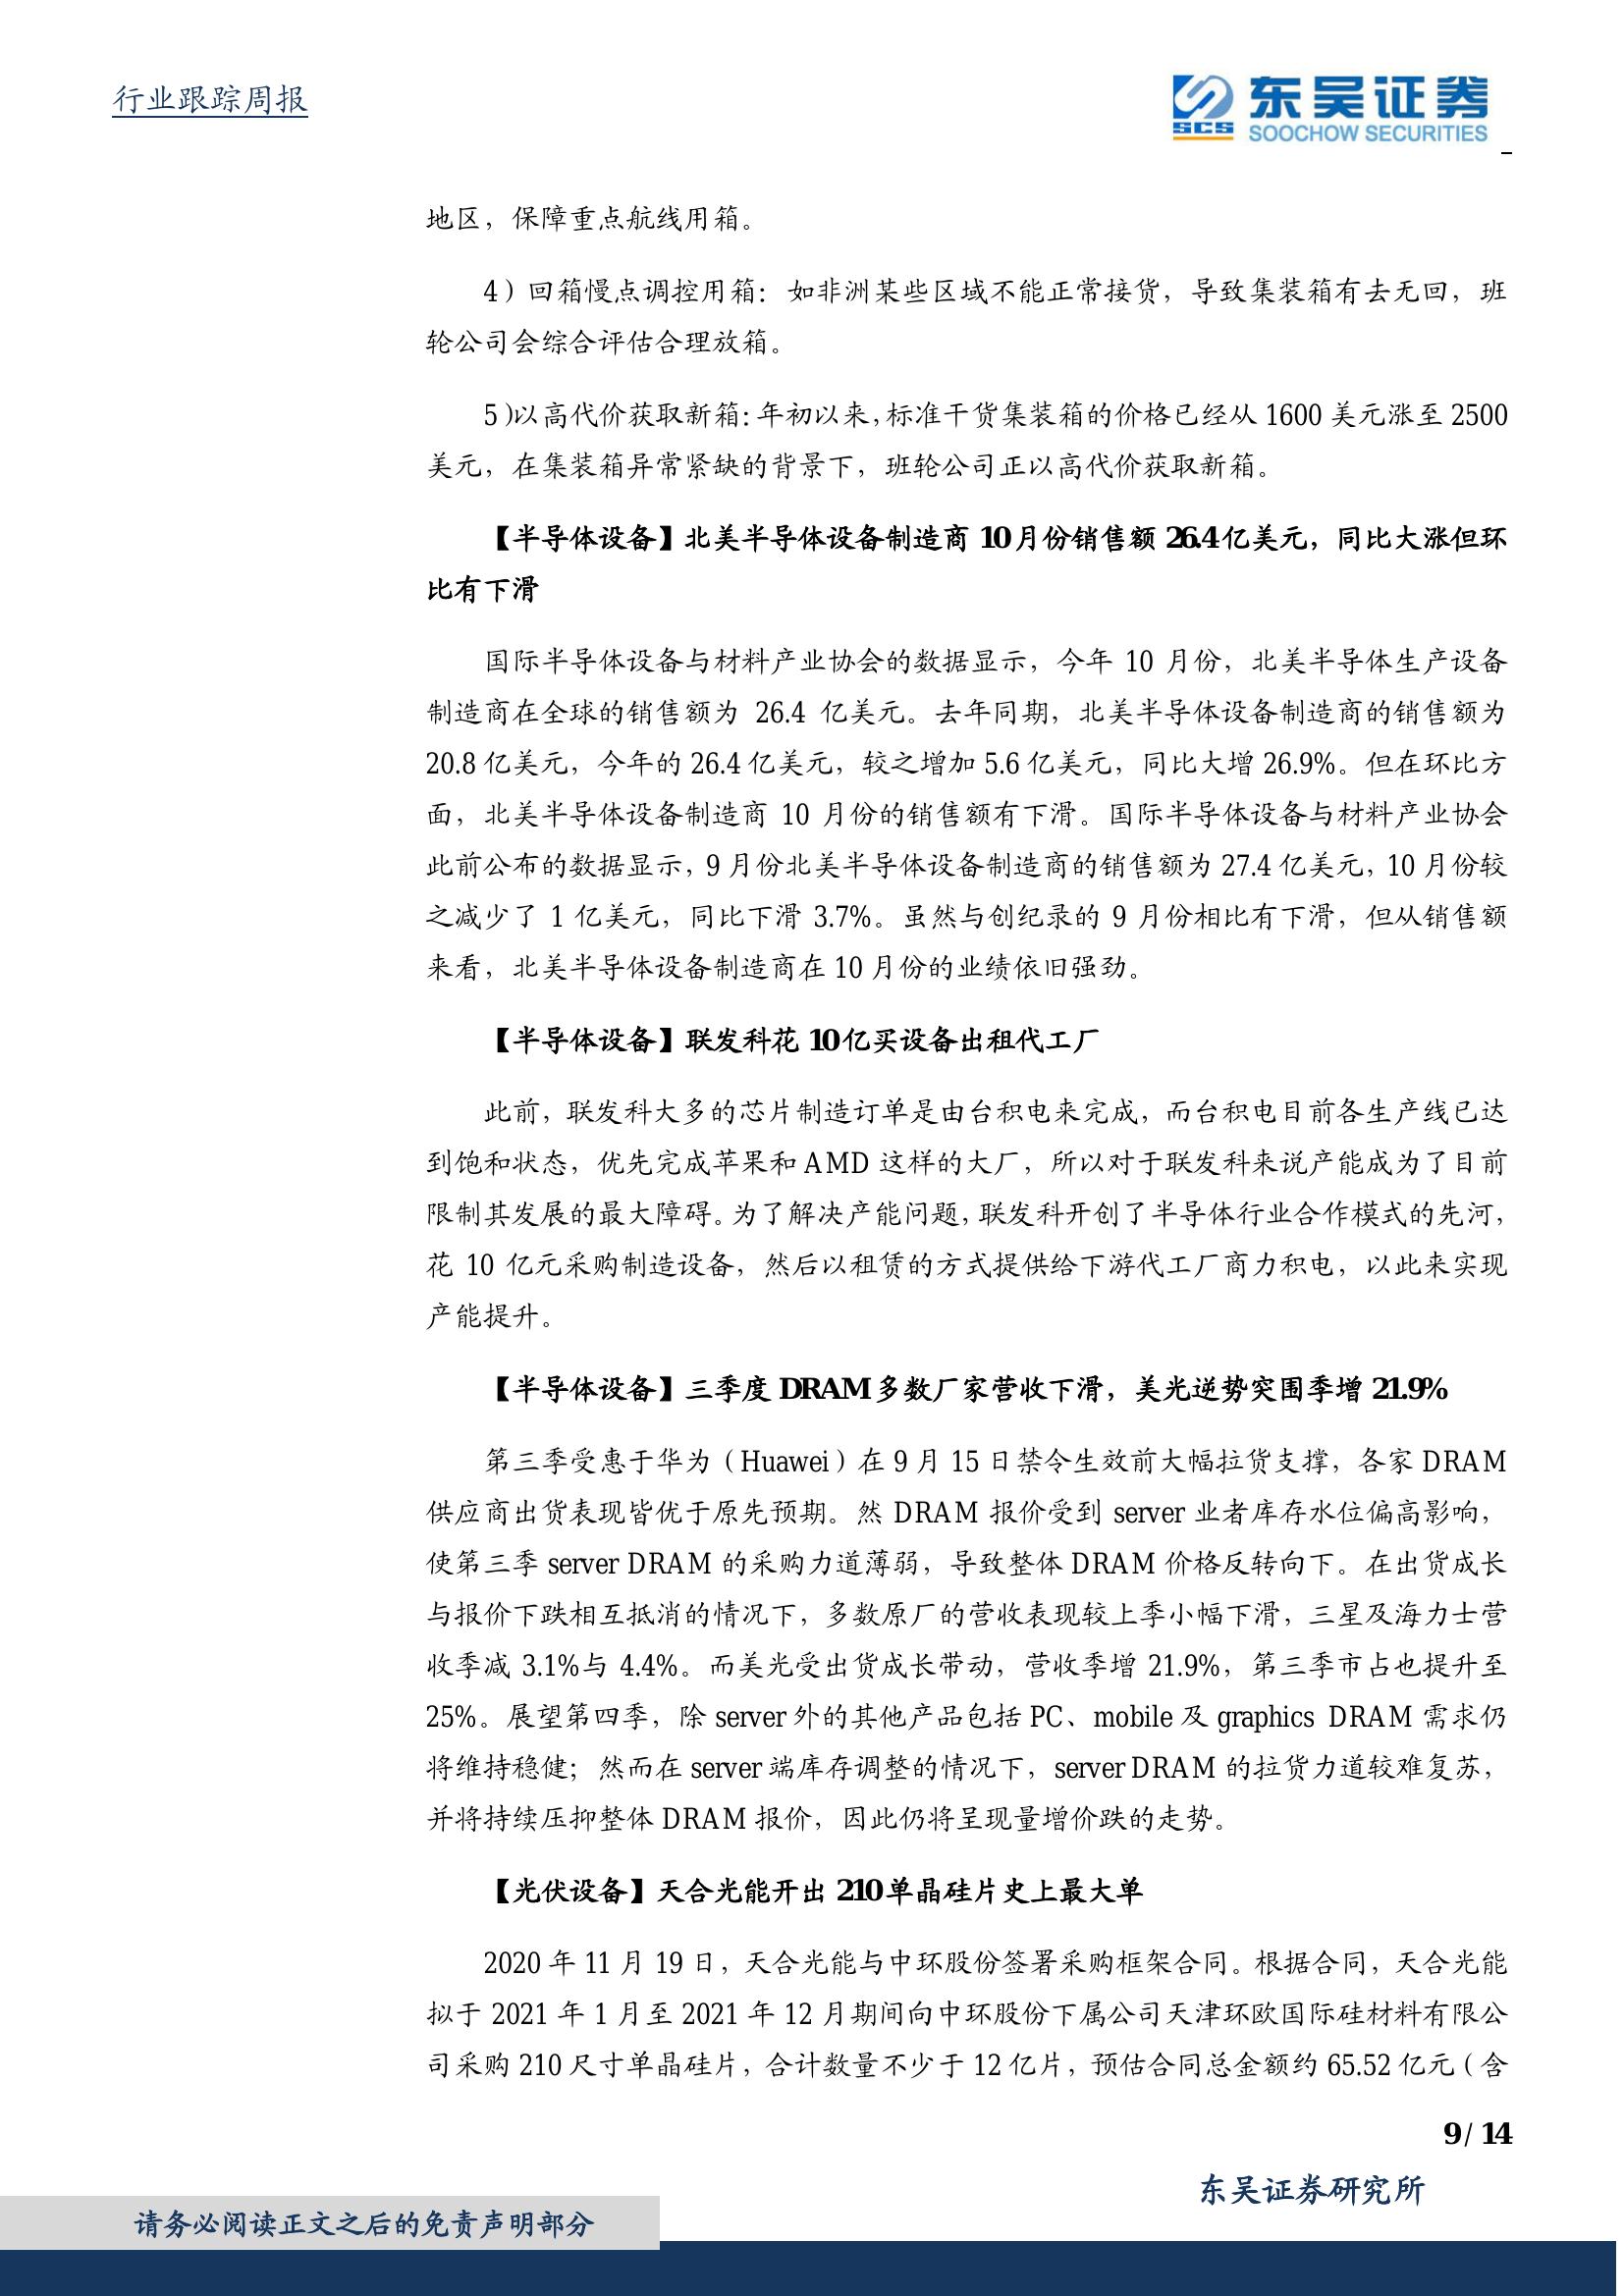 行业跟踪周报
东吴证券
SCS
SOOCHOW SECURITIES
地区，保障重点航线用箱。
4）回箱慢点调控用箱：如非洲某些区域不能正常接货，导致集装箱有去无回，班
轮公司会综合评估合理放箱。
5）以高代价获取新箱：年初以来，标准干货集装箱的价格已经从 1600 美元涨至 2500
美元，在集装箱异常紧缺的背景下，班轮公司正以高代价获取新箱。
【半导体设备】北美半导体设备制造商 10 月份销售额 26.4 亿美元，同比大涨但环
比有下滑
国际半导体设备与材料产业协会的数据显示，今年 10 月份，北美半导体生产设备
制造商在全球的销售额为 26.4 亿美元。去年同期，北美半导体设备制造商的销售额为
20.8 亿美元，今年的 26.4 亿美元，较之增加 5.6 亿美元，同比大增 26.9%。但在环比方
面，北美半导体设备制造商 10 月份的销售额有下滑。国际半导体设备与材料产业协会
此前公布的数据显示，9 月份北美半导体设备制造商的销售额为 27.4 亿美元，10 月份较
之减少了 1 亿美元，同比下滑 3.7%。虽然与创纪录的 9 月份相比有下滑，但从销售额
来看，北美半导体设备制造商在 10 月份的业绩依旧强劲。
【半导体设备】联发科花 10 亿买设备出租代工厂
此前，联发科大多的芯片制造订单是由台积电来完成，而台积电目前各生产线已达
到饱和状态，优先完成苹果和 AMD 这样的大厂，所以对于联发科来说产能成为了目前
限制其发展的最大障碍。为了解决产能问题，联发科开创了半导体行业合作模式的先河，
花 10 亿元采购制造设备，然后以租赁的方式提供给下游代工厂商力积电，以此来实现
产能提升。
【半导体设备】三季度 DRAM 多数厂家营收下滑，美光逆势突围季增 21.9%
第三季受惠于华为（Huawei）在 9 月 15 日禁令生效前大幅拉货支撑，各家 DRAM
供应商出货表现皆优于原先预期。然 DRAM 报价受到 server 业者库存水位偏高影响，
使第三季 server DRAM 的采购力道薄弱，导致整体 DRAM 价格反转向下。在出货成长
与报价下跌相互抵消的情况下，多数原厂的营收表现较上季小幅下滑，三星及海力士营
收季减 3.1%与 4.4%。而美光受出货成长带动，营收季增 21.9%，第三季市占也提升至
25%。展望第四季，除 server 外的其他产品包括 PC、mobile 及 graphics DRAM 需求仍
将维持稳健；然而在 server 端库存调整的情况下，server DRAM 的拉货力道较难复苏，
并将持续压抑整体 DRAM 报价，因此仍将呈现量增价跌的走势。
【光伏设备】天合光能开出 210 单晶硅片史上最大单
2020 年 11 月 19 日，天合光能与中环股份签署采购框架合同。根据合同，天合光能
拟于 2021 年 1 月至 2021 年 12 月期间向中环股份下属公司天津环欧国际硅材料有限公
司采购 210 尺寸单晶硅片，合计数量不少于 12 亿片，预估合同总金额约 65.52 亿元（含
9 / 14
东吴证券研究所
请务必阅读正文之后的免责声明部分